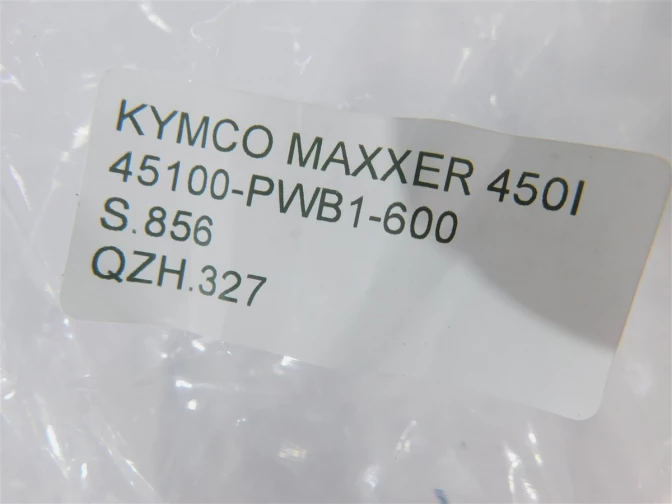 KYMCO MAXXER 450I
45100-PWB1-600
S.856
QZH.327